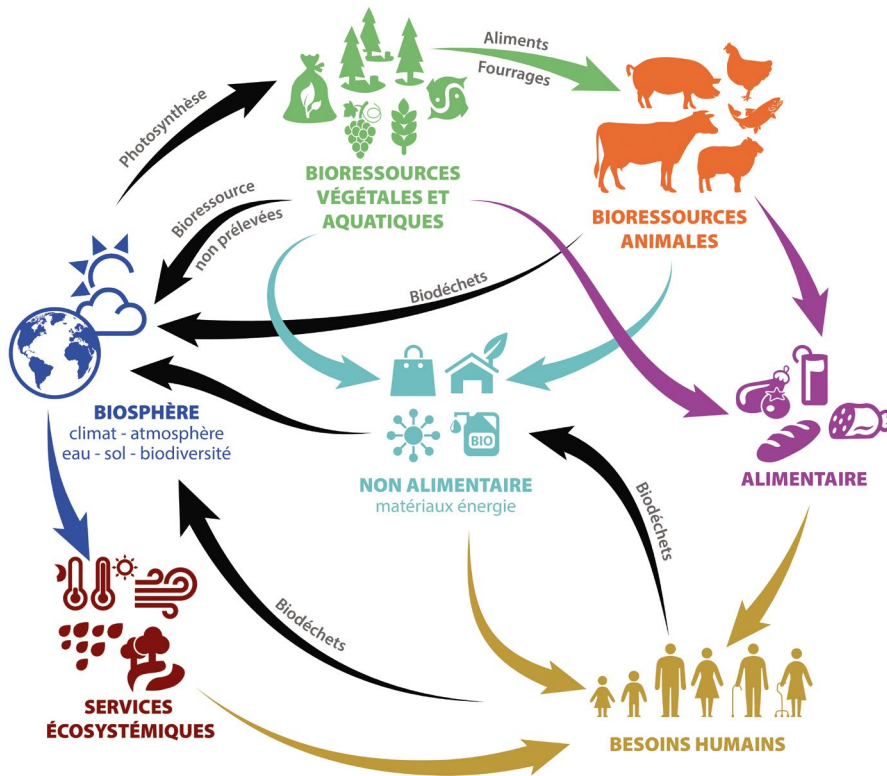 Aliments
Fourrages
Photosynthèse
BIORESSOURCES
VÉGÉTALES ET
AQUATIQUES
BIORESSOURCES
ANIMALES
Bioressource
non prélevées
Biodéchets
BIOSPHÈRE
climat - atmosphère
eau - sol - biodiversité
BIO
NON ALIMENTAIRE
matériaux énergie
ALIMENTAIRE
Biodéchets
Biodéchets
SERVICES
ÉCOSYSTÉMIQUES
BESOINS HUMAINS